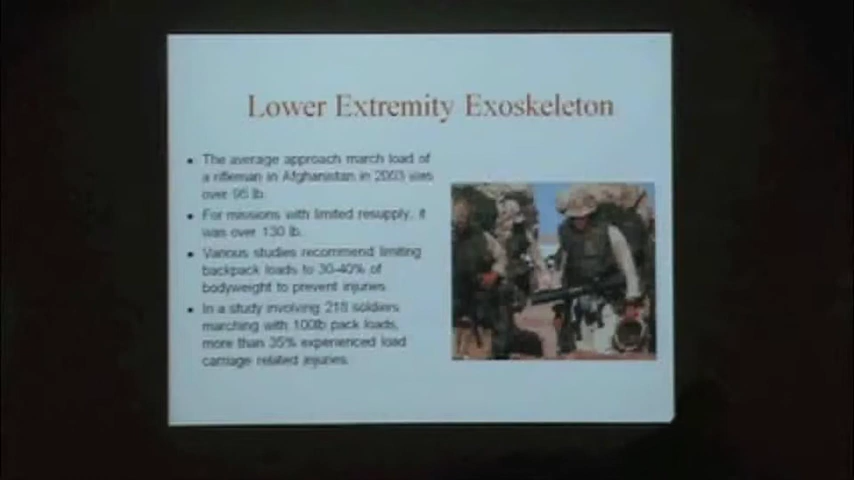 Lower Extremity Exoskeleton
• The average approach march load of
a rifleman in Afghanistan in 2003 was
over 95 lb.
• For missions with limited resupply, it
was over 130 lb.
• Various studies recommend limiting
backpack loads to 30-40% of
bodyweight to prevent injuries
• In a study involving 218 soldiers
marching with 100lb pack loads,
more than 35% experienced load
carriage related injuries.